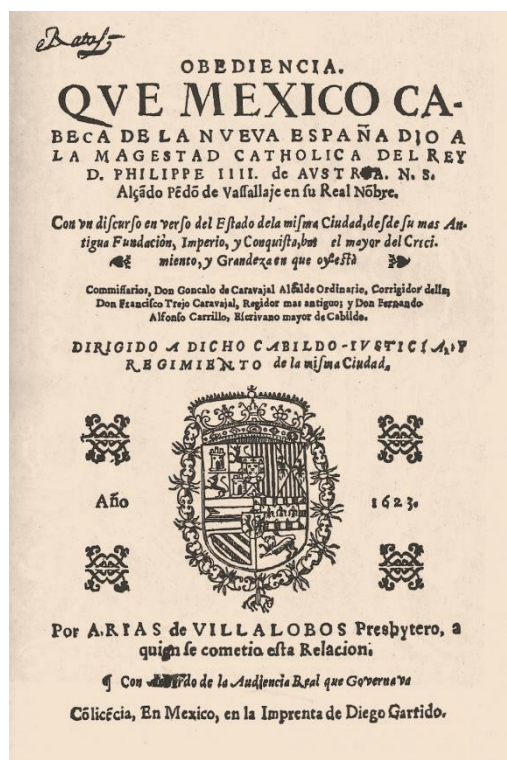 OBEDIENCIA.
QVE MEXICO CA-
BECA DE LA NVEVA ESPAÑA DIO A
LA MAGESTAD CATHOLICA DEL REY
D. PHILIPPE IIII. de AVSTRIA. N. S.
Alçãdo Pẽdõ de Vaſſallaje en ſu Real Nõbre.
Con vn diſcurſo en verſo del Eſtado dela miſma Ciudad, deſde ſu mas An-
tigua Fundaciòn, Imperio, y Conquiſta, el mayor del Creci-
miento, y Grandeza en que oy eſtà
Commiſſarios, Don Goncalo de Caravajal Alcalde Ordinario, Corrigidor della;
Don Franciſco Trejo Caravajal, Regidor mas antiguo; y Don Fernando
Alfonſo Carrillo, Eſcrivano mayor de Cabildo.
DIRIGIDO A DICHO CABILDO-IVSTICIA, Y
REGIMIENTO de la miſma Ciudad,
Año 1623.
Por ARIAS de VILLALOBOS Presbytero, a
quien ſe cometio eſta Relacion;
¶ Con de la Audiencia Real que Governava
Cõlicẽcia, En Mexico, en la Imprenta de Diego Garrido.